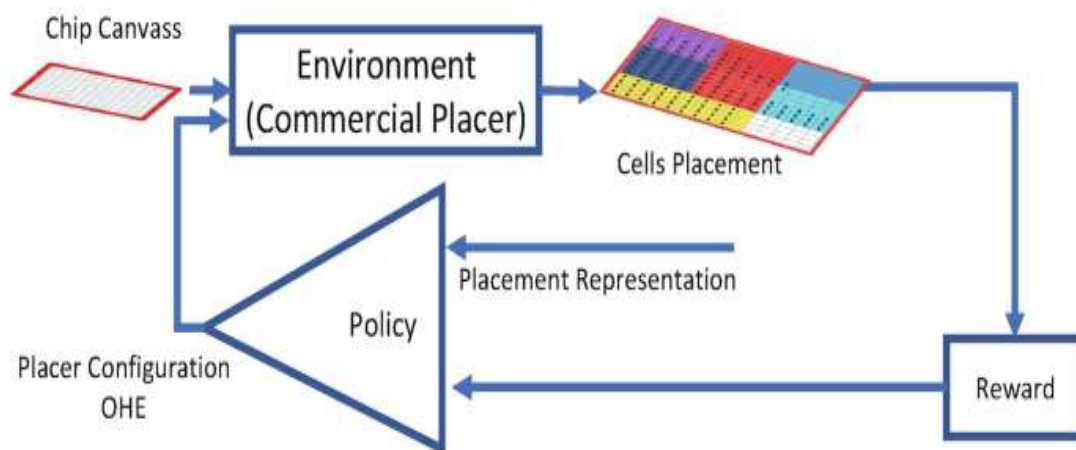 Chip Canvass
Environment
(Commercial Placer)
Cells Placement
Placement Representation
Policy
Placer Configuration
OHE
Reward